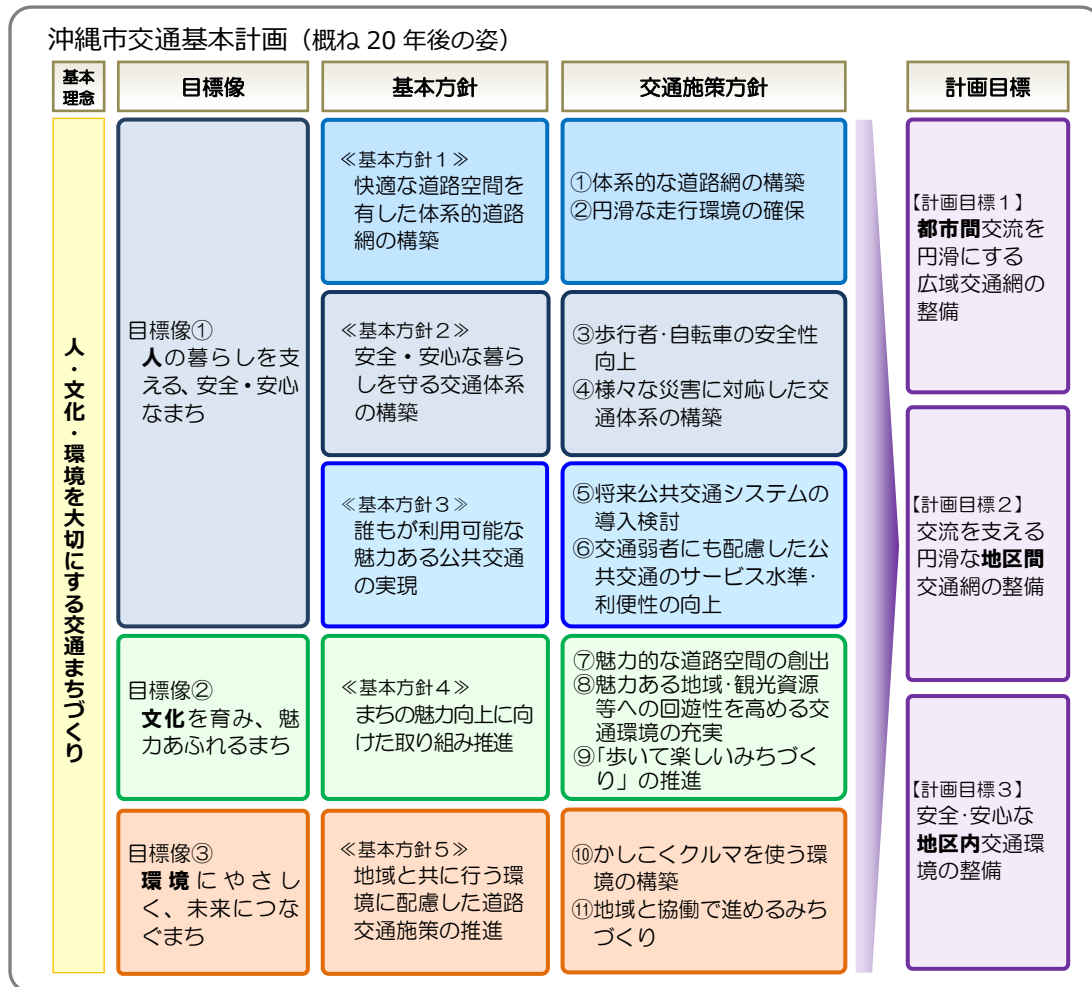 沖縄市交通基本計画（概ね 20 年後の姿）
基本
理念
目標像
基本方針
交通施策方針
計画目標
人・文化・環境を大切にする交通まちづくり
目標像①
人の暮らしを支
える、安全・安心
なまち
≪基本方針１≫
快適な道路空間を
有した体系的道路
網の構築
①体系的な道路網の構築
②円滑な走行環境の確保
≪基本方針２≫
安全・安心な暮ら
しを守る交通体系
の構築
③歩行者･自転車の安全性
向上
④様々な災害に対応した交
通体系の構築
≪基本方針３≫
誰もが利用可能な
魅力ある公共交通
の実現
⑤将来公共交通システムの
導入検討
⑥交通弱者にも配慮した公
共交通のサービス水準･
利便性の向上
目標像②
文化を育み、魅
力あふれるまち
≪基本方針４≫
まちの魅力向上に向
けた取り組み推進
⑦魅力的な道路空間の創出
⑧魅力ある地域･観光資源
等への回遊性を高める交
通環境の充実
⑨｢歩いて楽しいみちづく
り」の推進
目標像③
環境にやさし
く、未来につな
ぐまち
≪基本方針５≫
地域と共に行う環
境に配慮した道路
交通施策の推進
⑩かしこくクルマを使う環
境の構築
⑪地域と協働で進めるみち
づくり
【計画目標１】
都市間交流を
円滑にする
広域交通網の
整備
【計画目標２】
交流を支える
円滑な地区間
交通網の整備
【計画目標３】
安全･安心な
地区内交通環
境の整備